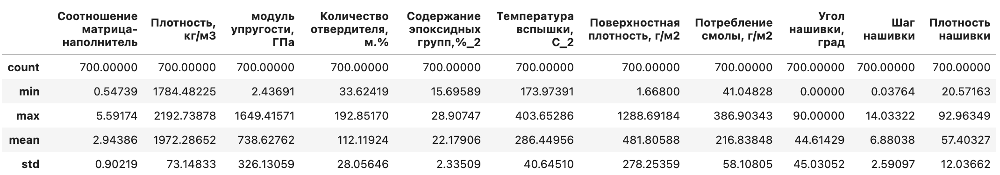 Соотношение матрица-наполнитель Плотность, кг/м3 модуль упругости, ГПа Количество отвердителя, м.% Содержание эпоксидных групп,%_2 Температура вспышки, С_2 Поверхностная плотность, г/м2 Потребление смолы, г/м2 Угол нашивки, град Шаг нашивки Плотность нашивки
count 700.00000 700.00000 700.00000 700.00000 700.00000 700.00000 700.00000 700.00000 700.00000 700.00000 700.00000
min 0.54739 1784.48225 2.43691 33.62419 15.69589 173.97391 1.66800 41.04828 0.00000 0.03764 20.57163
max 5.59174 2192.73878 1649.41571 192.85170 28.90747 403.65286 1288.69184 386.90343 90.00000 14.03322 92.96349
mean 2.94386 1972.28652 738.62762 112.11924 22.17906 286.44956 481.80588 216.83848 44.61429 6.88038 57.40327
std 0.90219 73.14833 326.13059 28.05646 2.33509 40.64510 278.25359 58.10805 45.03052 2.59097 12.03662